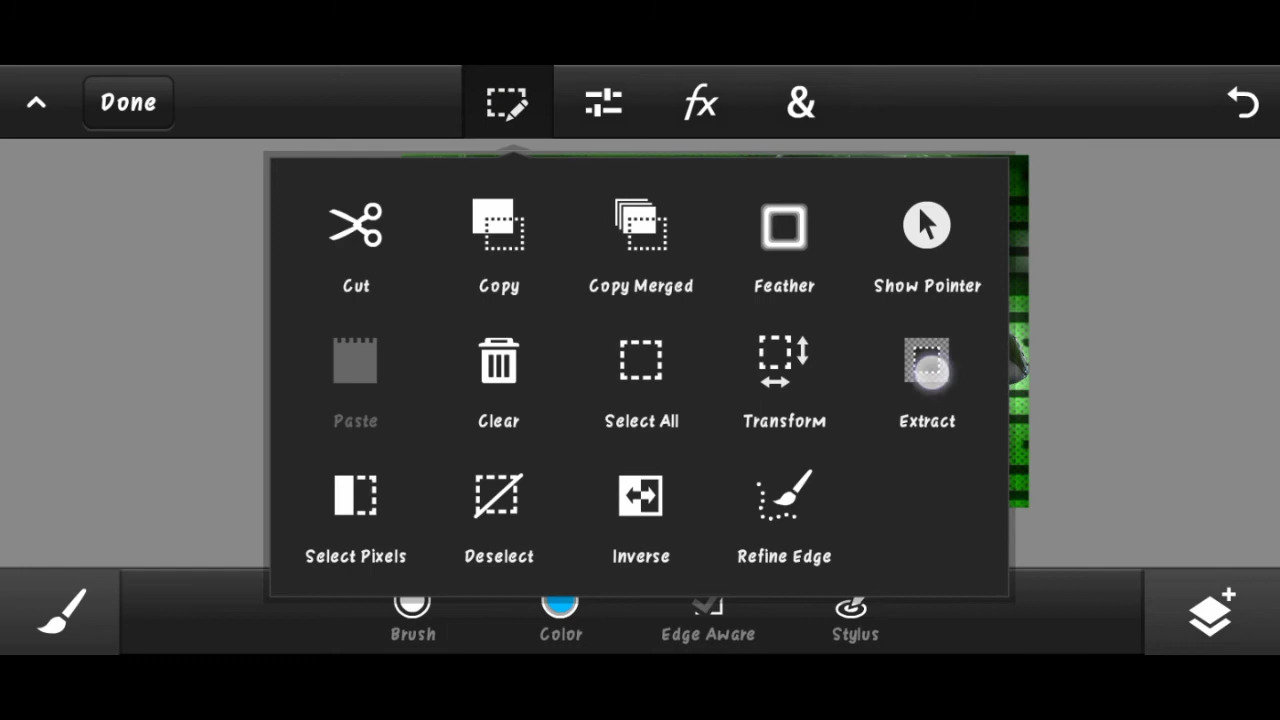 Done
fx
&
Cut
Copy
Copy Merged
Feather
Show Pointer
Paste
Clear
Select All
Transform
Extract
Select Pixels
Deselect
Inverse
Refine Edge
Brush
Color
Edge Aware
Stylus